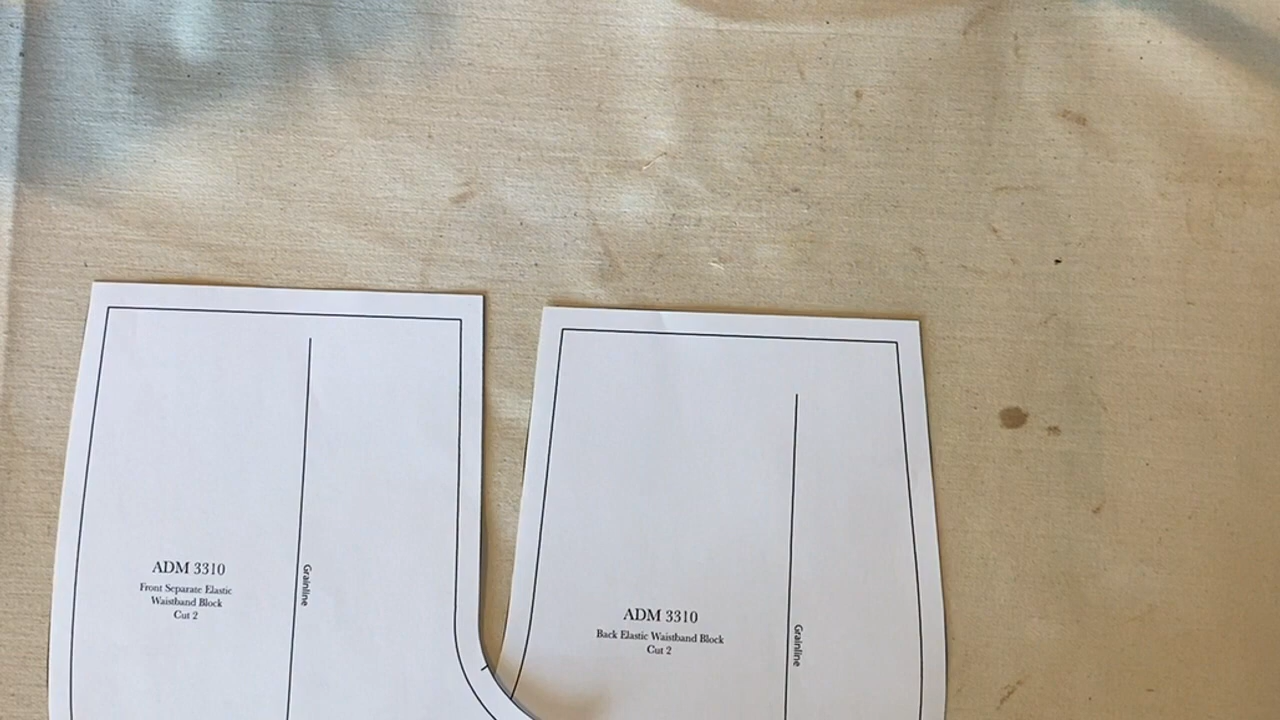 ADM 3310
Front Separate Elastic
Waistband Block
Cut 2
Grainline
ADM 3310
Back Elastic Waistband Block
Cut 2
Grainline